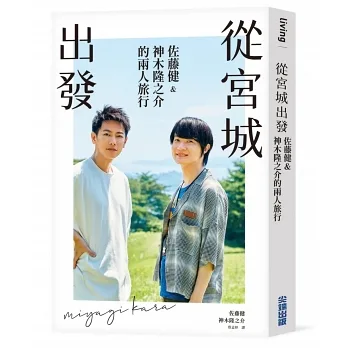 從宮城
出發
佐藤健 &
神木隆之介
的兩人旅行
miyagi kara
佐藤健
神木隆之介
living
從宮城出發
佐藤健 &
神木隆之介的兩人旅行
尖端出版